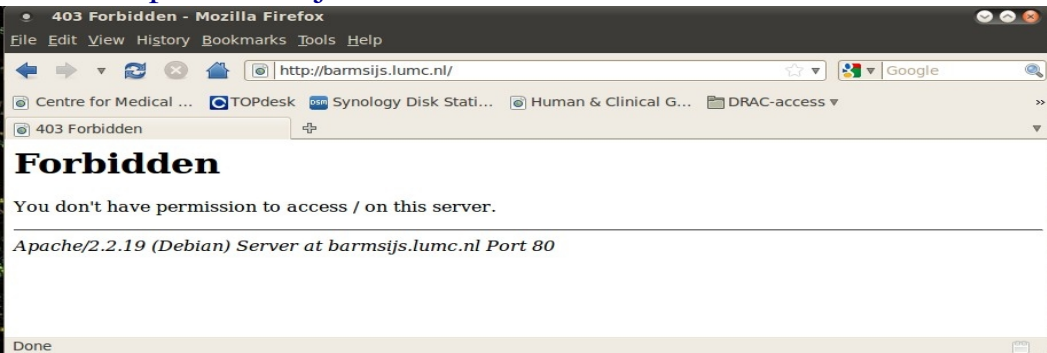 403 Forbidden - Mozilla Firefox
File Edit View History Bookmarks Tools Help
http://barmsijs.lumc.nl/ Google
Centre for Medical ... TOPdesk DSM Synology Disk Stati... Human & Clinical G... DRAC-access »
403 Forbidden
Forbidden
You don't have permission to access / on this server.
Apache/2.2.19 (Debian) Server at barmsijs.lumc.nl Port 80
Done